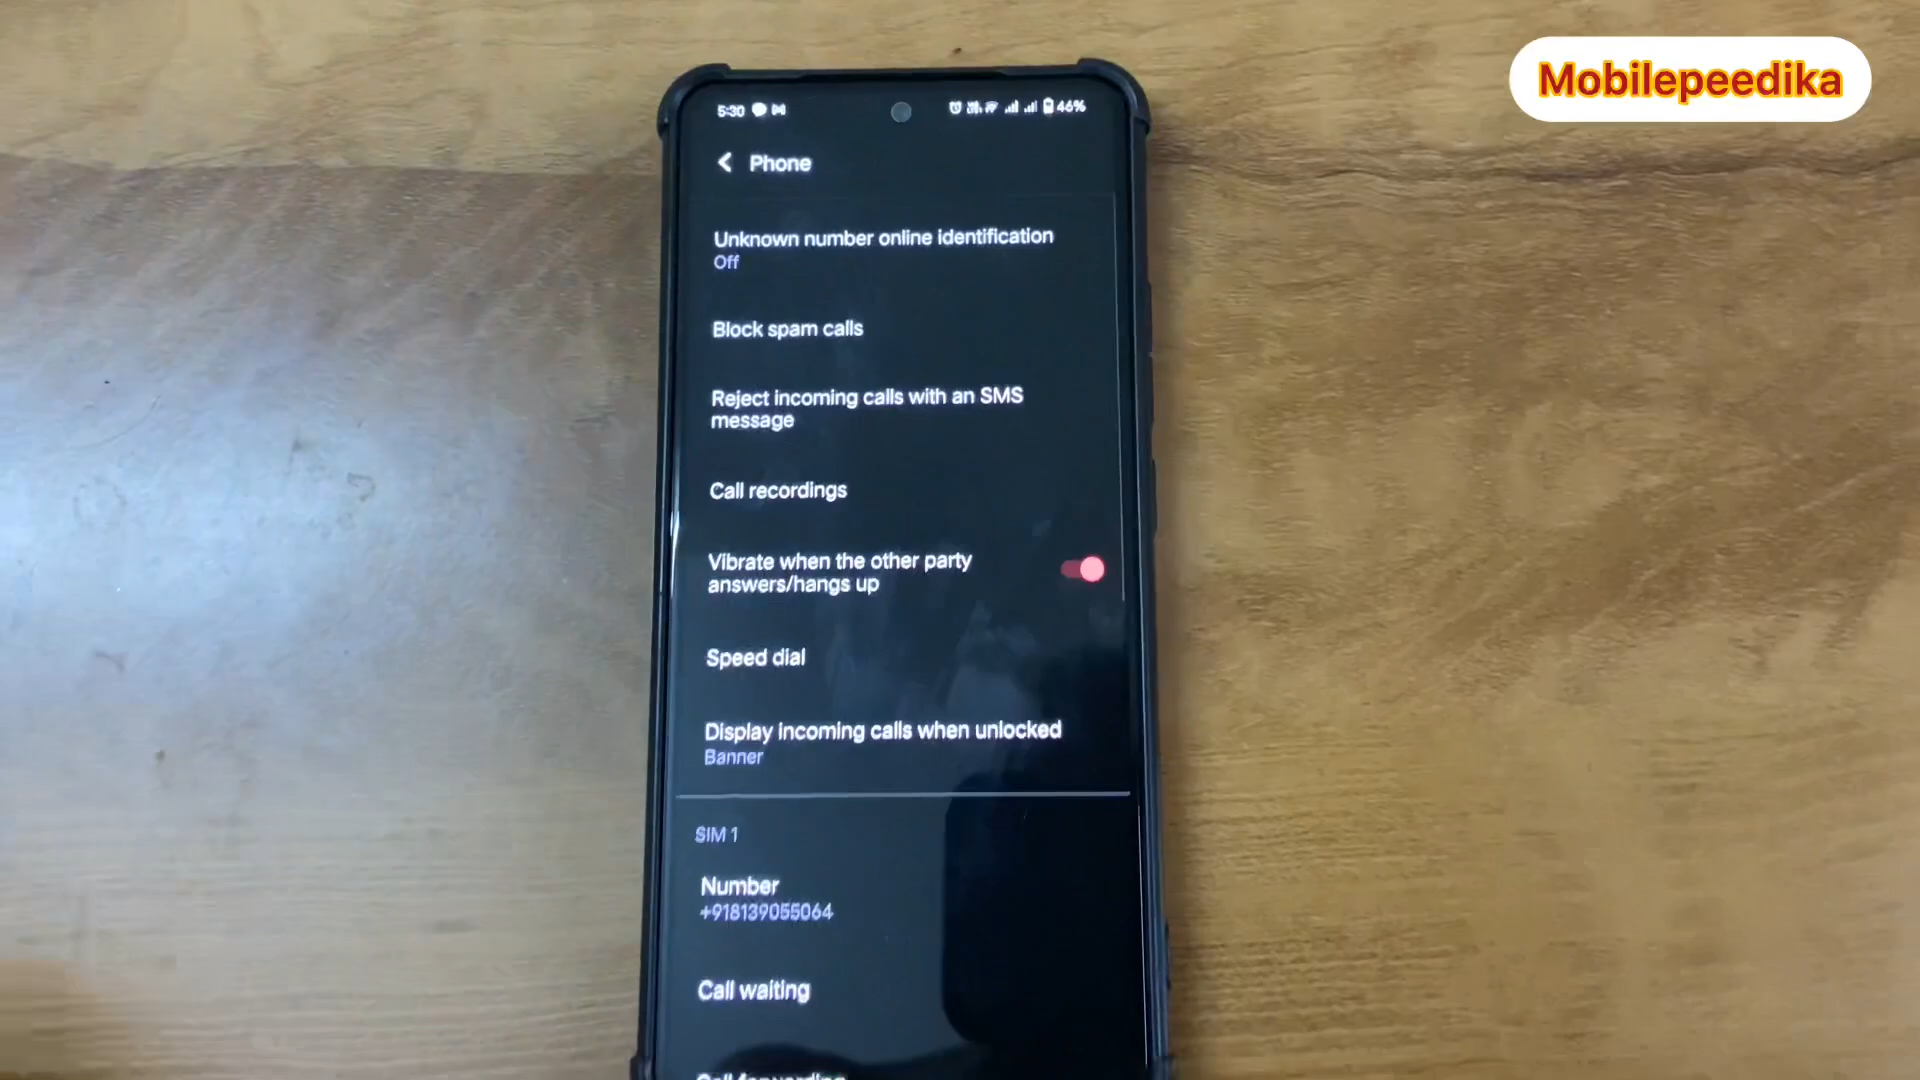 Mobilepeedika
5:30
46%
Phone
Unknown number online identification
Off
Block spam calls
Reject incoming calls with an SMS
message
Call recordings
Vibrate when the other party
answers/hangs up
Speed dial
Display incoming calls when unlocked
Banner
SIM 1
Number
+918139055064
Call waiting
Call forwarding